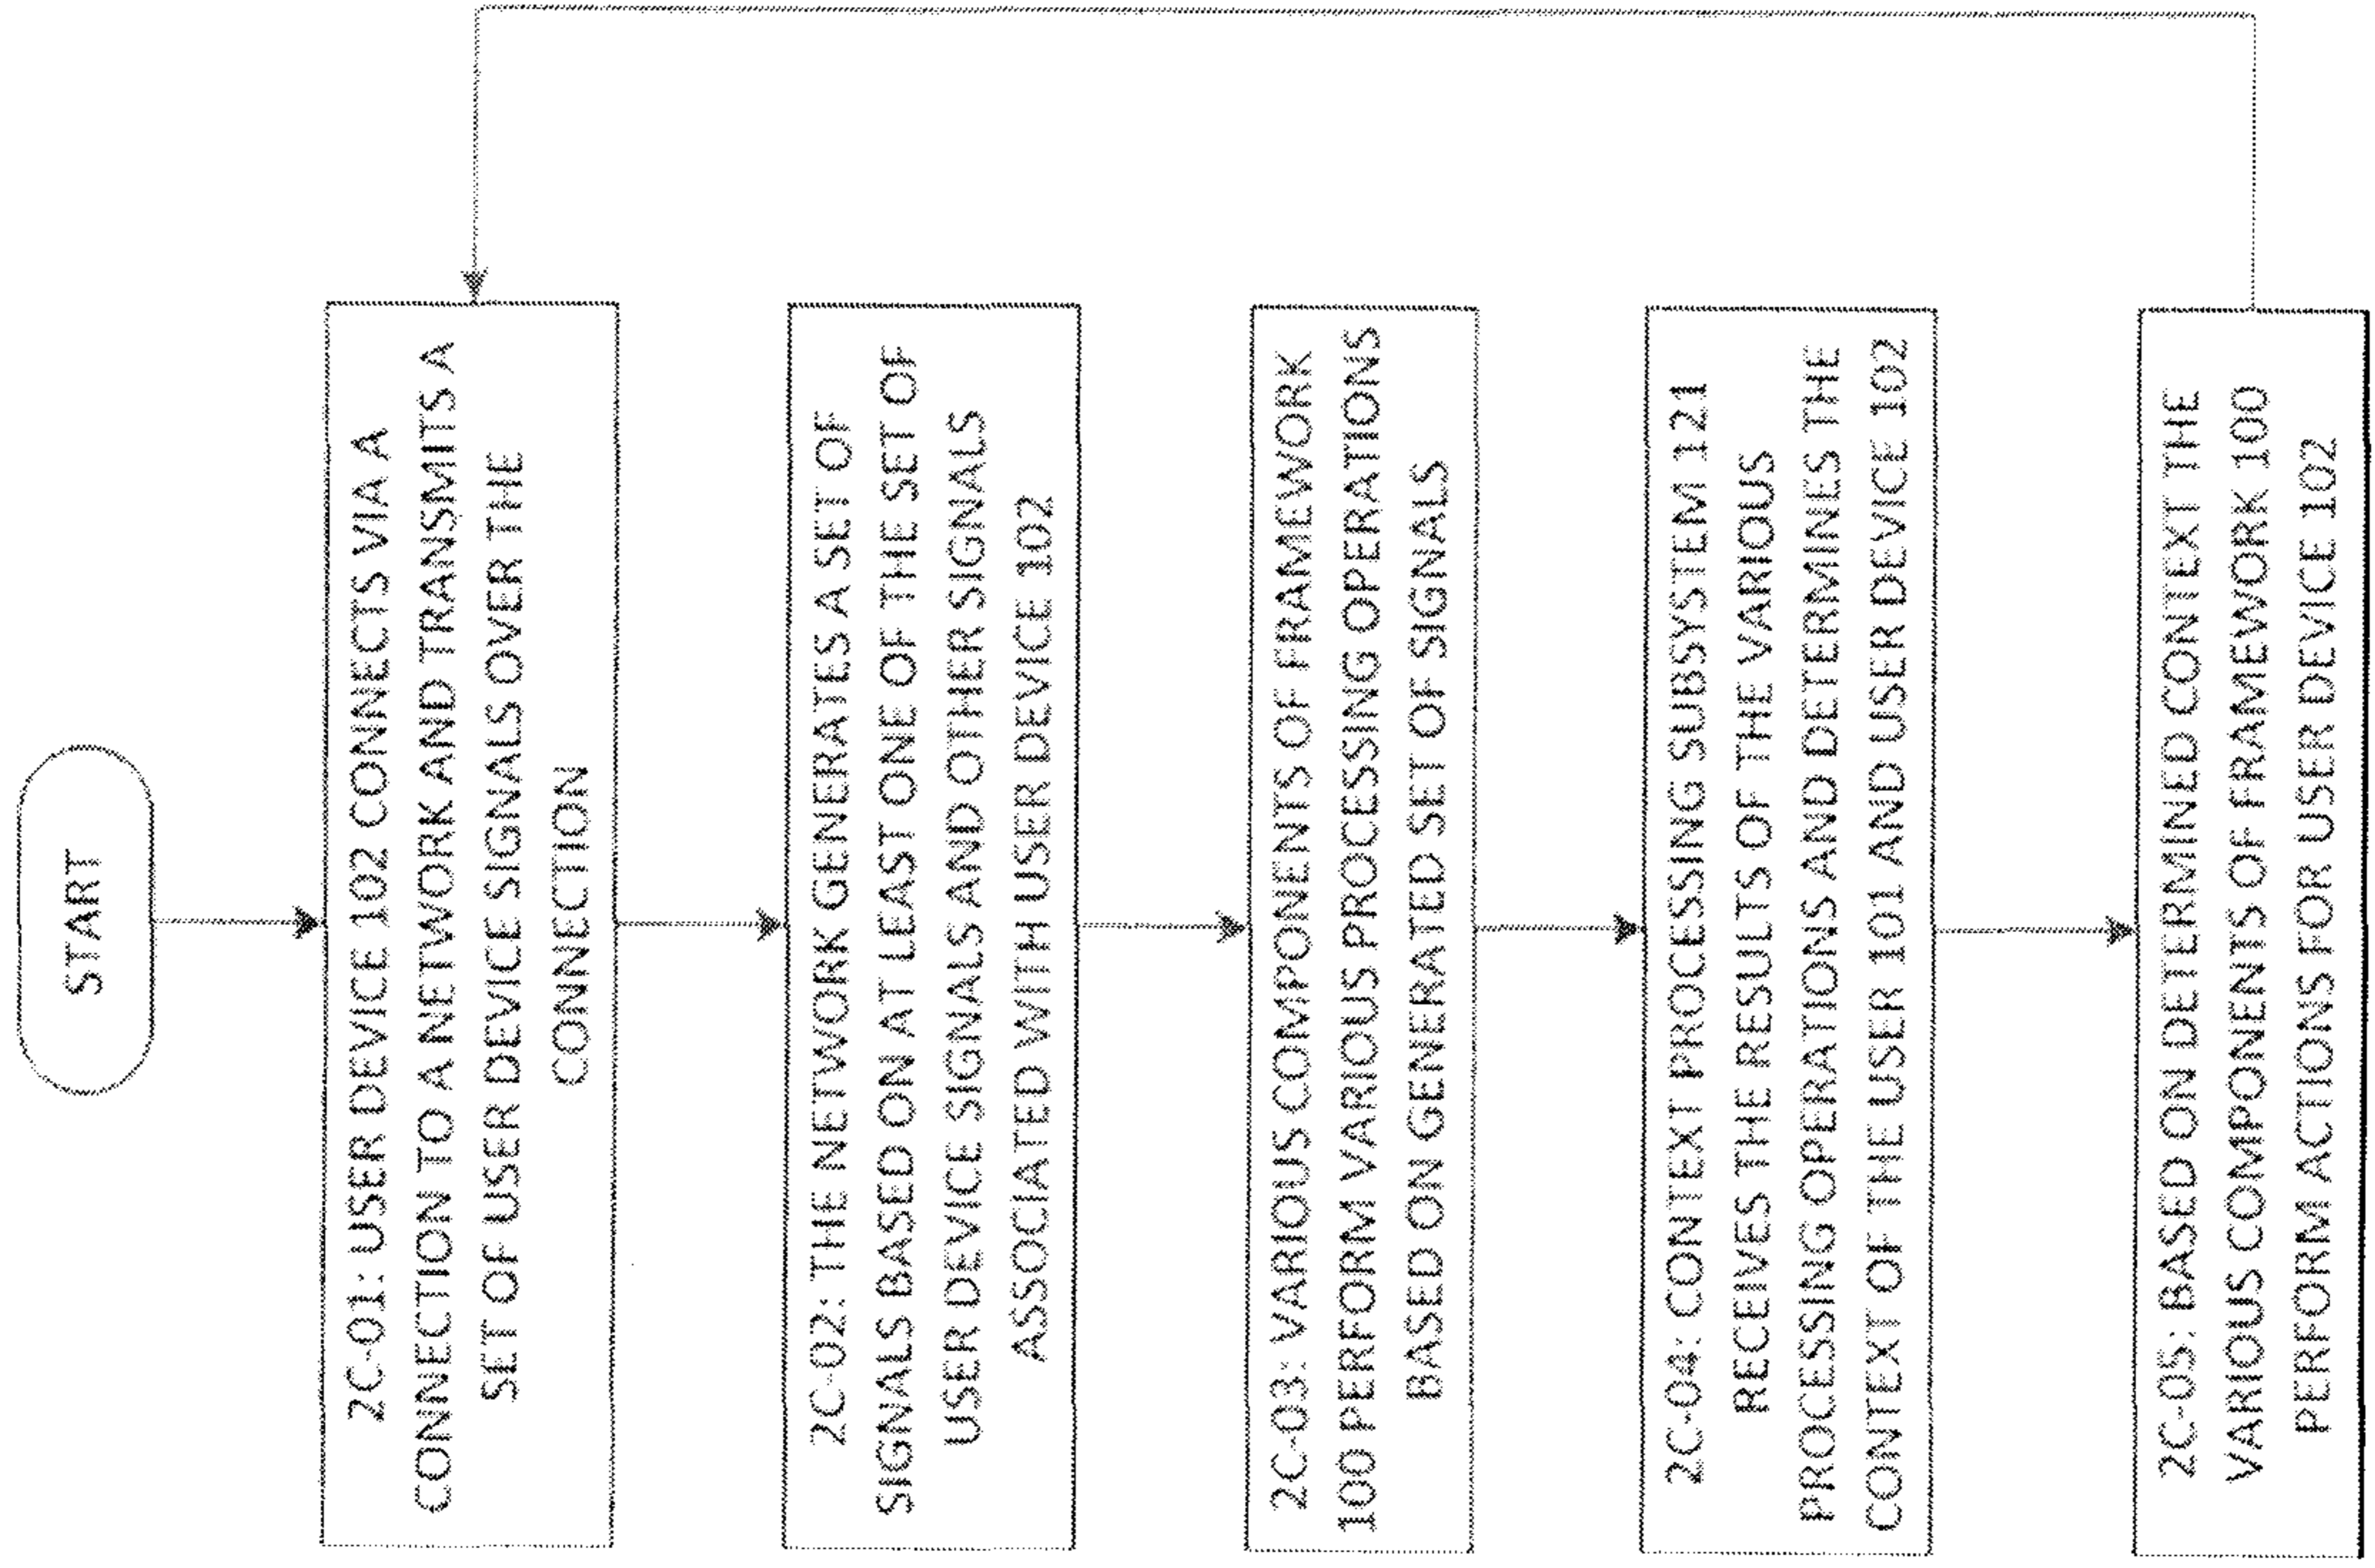 START
2C-01: USER DEVICE 102 CONNECTS VIA A
CONNECTION TO A NETWORK AND TRANSMITS A
SET OF USER DEVICE SIGNALS OVER THE
CONNECTION
2C-02: THE NETWORK GENERATES A SET OF
SIGNALS BASED ON AT LEAST ONE OF THE SET OF
USER DEVICE SIGNALS AND OTHER SIGNALS
ASSOCIATED WITH USER DEVICE 102
2C-03: VARIOUS COMPONENTS OF FRAMEWORK
100 PERFORM VARIOUS PROCESSING OPERATIONS
BASED ON GENERATED SET OF SIGNALS
2C-04: CONTEXT PROCESSING SUBSYSTEM 121
RECEIVES THE RESULTS OF THE VARIOUS
PROCESSING OPERATIONS AND DETERMINES THE
CONTEXT OF THE USER 101 AND USER DEVICE 102
2C-05: BASED ON DETERMINED CONTEXT THE
VARIOUS COMPONENTS OF FRAMEWORK 100
PERFORM ACTIONS FOR USER DEVICE 102